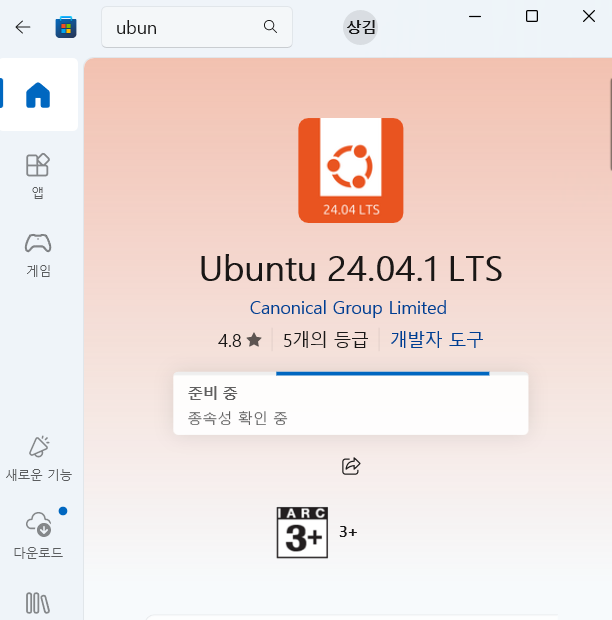 ubun
상김
앱
게임
24.04 LTS
Ubuntu 24.04.1 LTS
Canonical Group Limited
4.8 5개의 등급 개발자 도구
준비 중
종속성 확인 중
새로운 기능
IARC
3+ 3+
다운로드